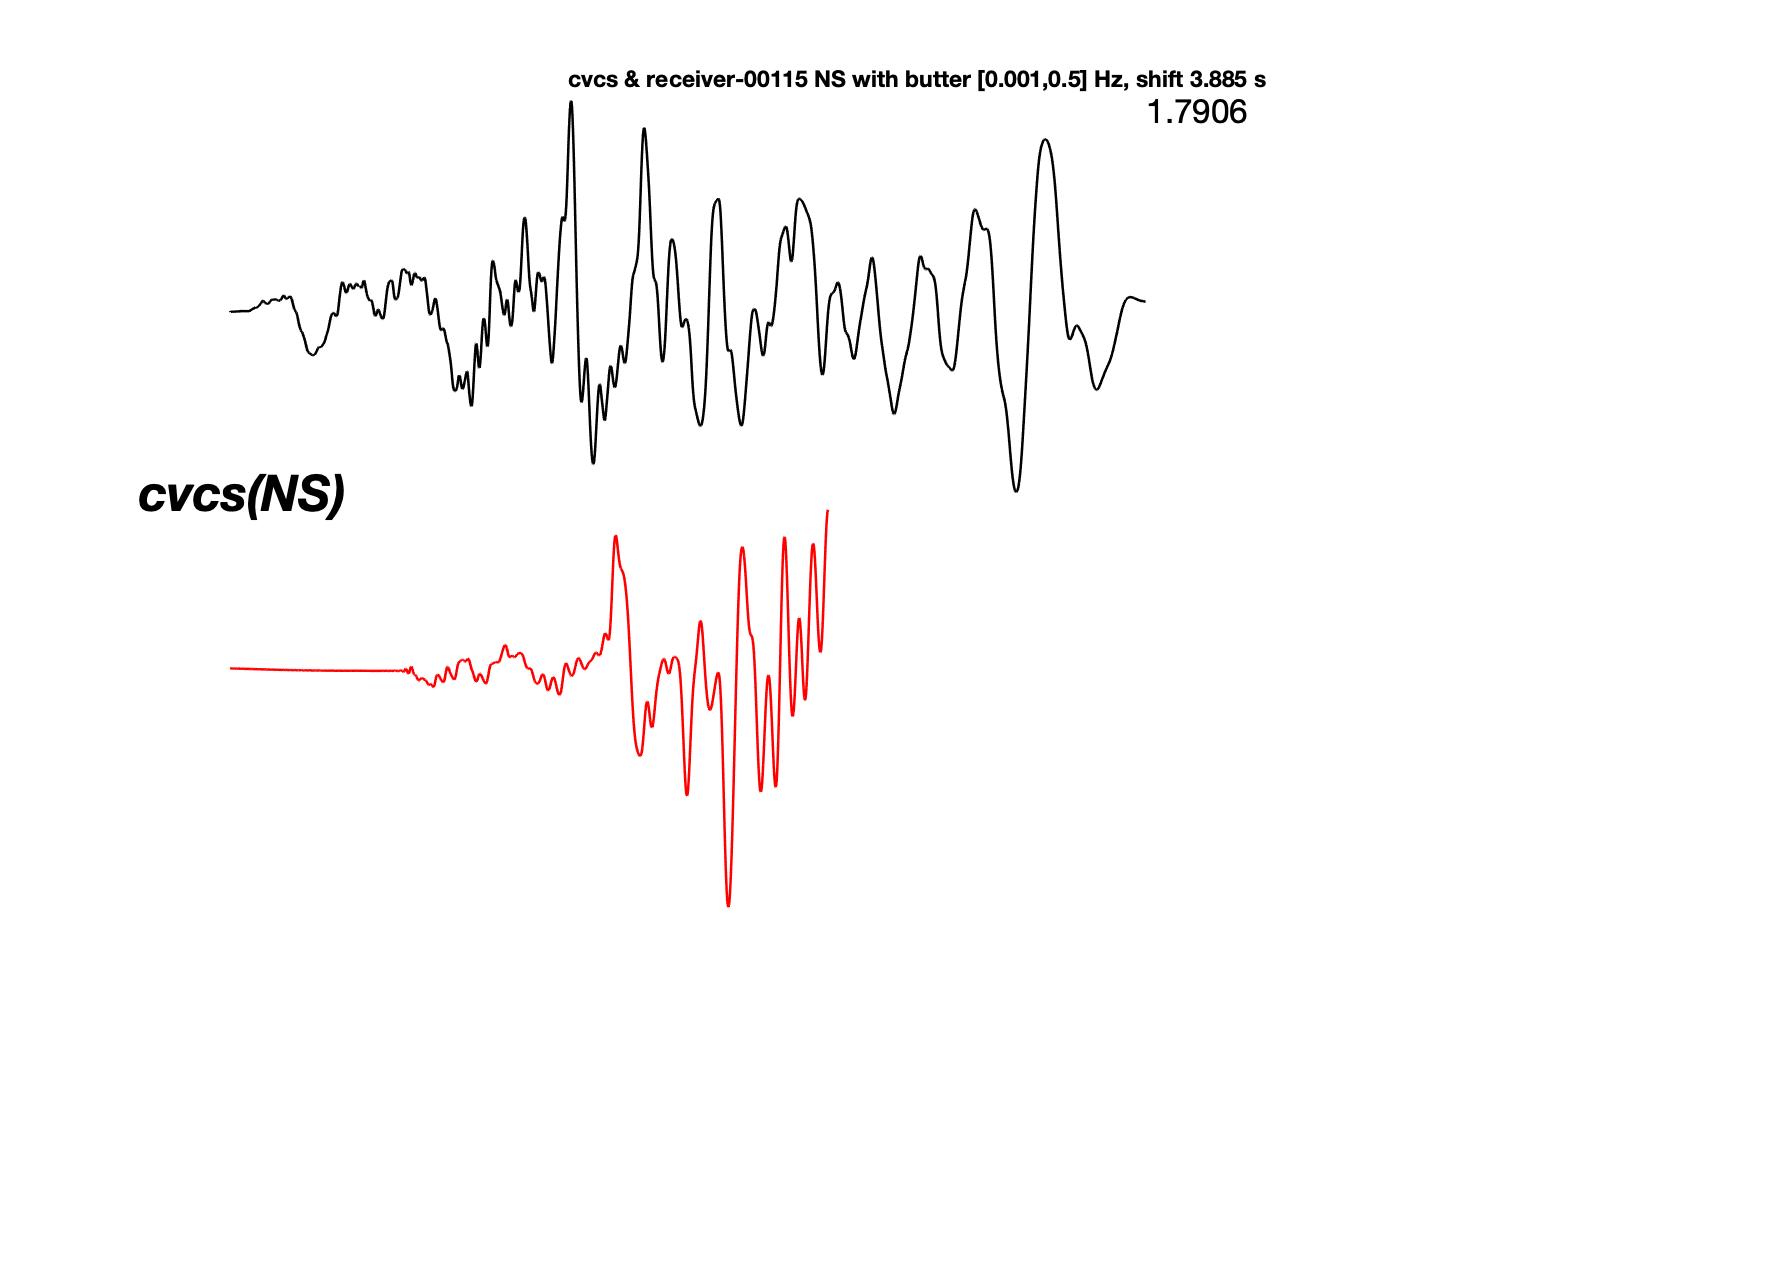 cvcs & receiver-00115 NS with butter [0.001,0.5] Hz, shift 3.885 s
1.7906
cvcs(NS)